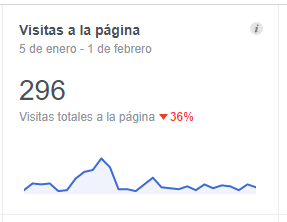 Visitas a la página
i
5 de enero - 1 de febrero
296
Visitas totales a la página ▼ 36%